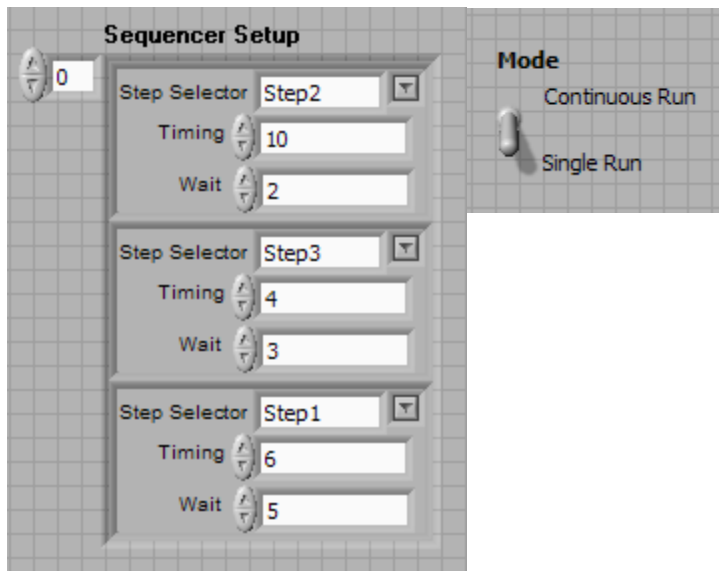 Sequencer Setup
0
Step Selector Step2
Timing 10
Wait 2
Step Selector Step3
Timing 4
Wait 3
Step Selector Step1
Timing 6
Wait 5
Mode
Continuous Run
Single Run